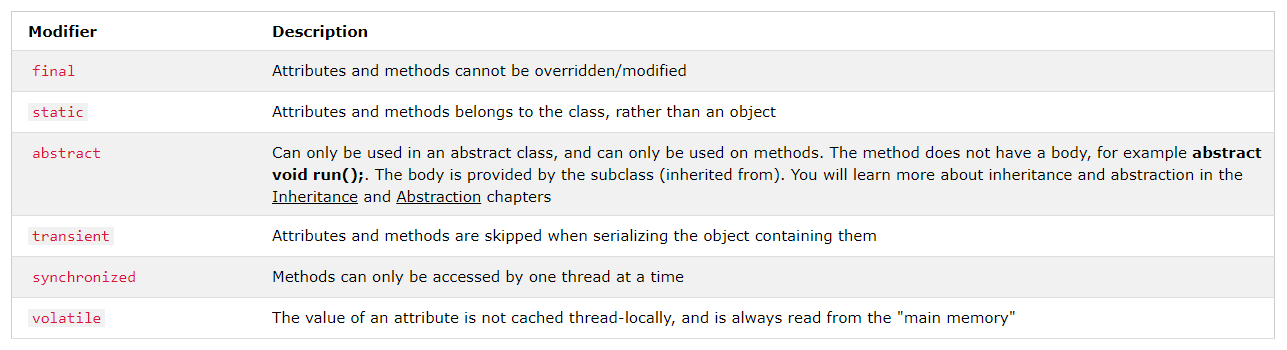 Modifier Description
final Attributes and methods cannot be overridden/modified
static Attributes and methods belongs to the class, rather than an object
abstract Can only be used in an abstract class, and can only be used on methods. The method does not have a body, for example abstract
void run();. The body is provided by the subclass (inherited from). You will learn more about inheritance and abstraction in the
Inheritance and Abstraction chapters
transient Attributes and methods are skipped when serializing the object containing them
synchronized Methods can only be accessed by one thread at a time
volatile The value of an attribute is not cached thread-locally, and is always read from the "main memory"